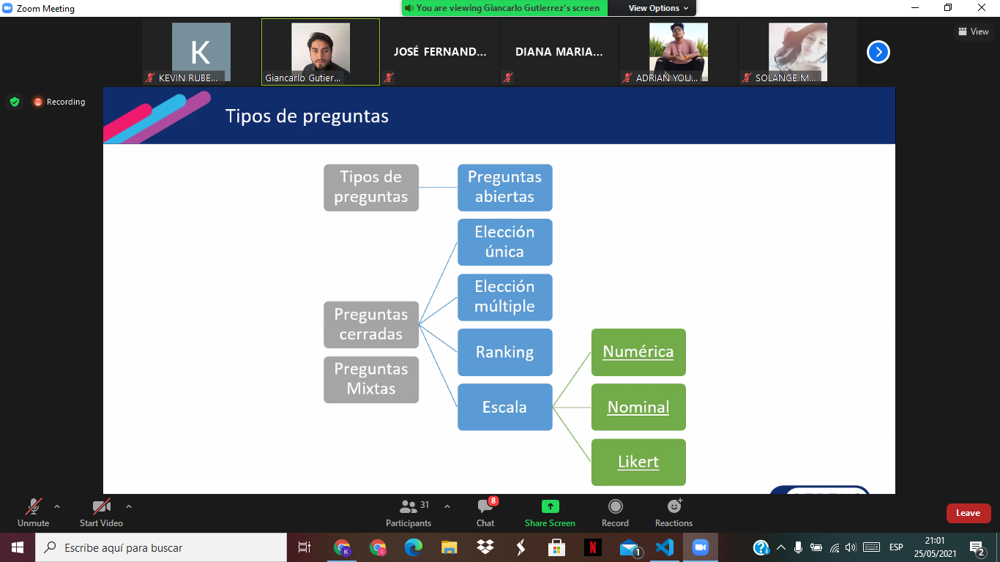 Zoom Meeting
You are viewing Giancarlo Gutierrez's screen
View Options
K
KEVIN RUBE...
Giancarlo Gutier...
JOSÉ FERNAND...
DIANA MARIA...
ADRIAN YOU...
SOLANGE M...
View
Recording
Tipos de preguntas
Tipos de
preguntas
Preguntas
abiertas
Elección
única
Elección
múltiple
Preguntas
cerradas
Ranking
Numérica
Preguntas
Mixtas
Escala
Nominal
Likert
Unmute
Start Video
31
Participants
8
Chat
Share Screen
Record
Reactions
Leave
Escribe aquí para buscar
K
C
N
1
ESP
21:01
25/05/2021
2